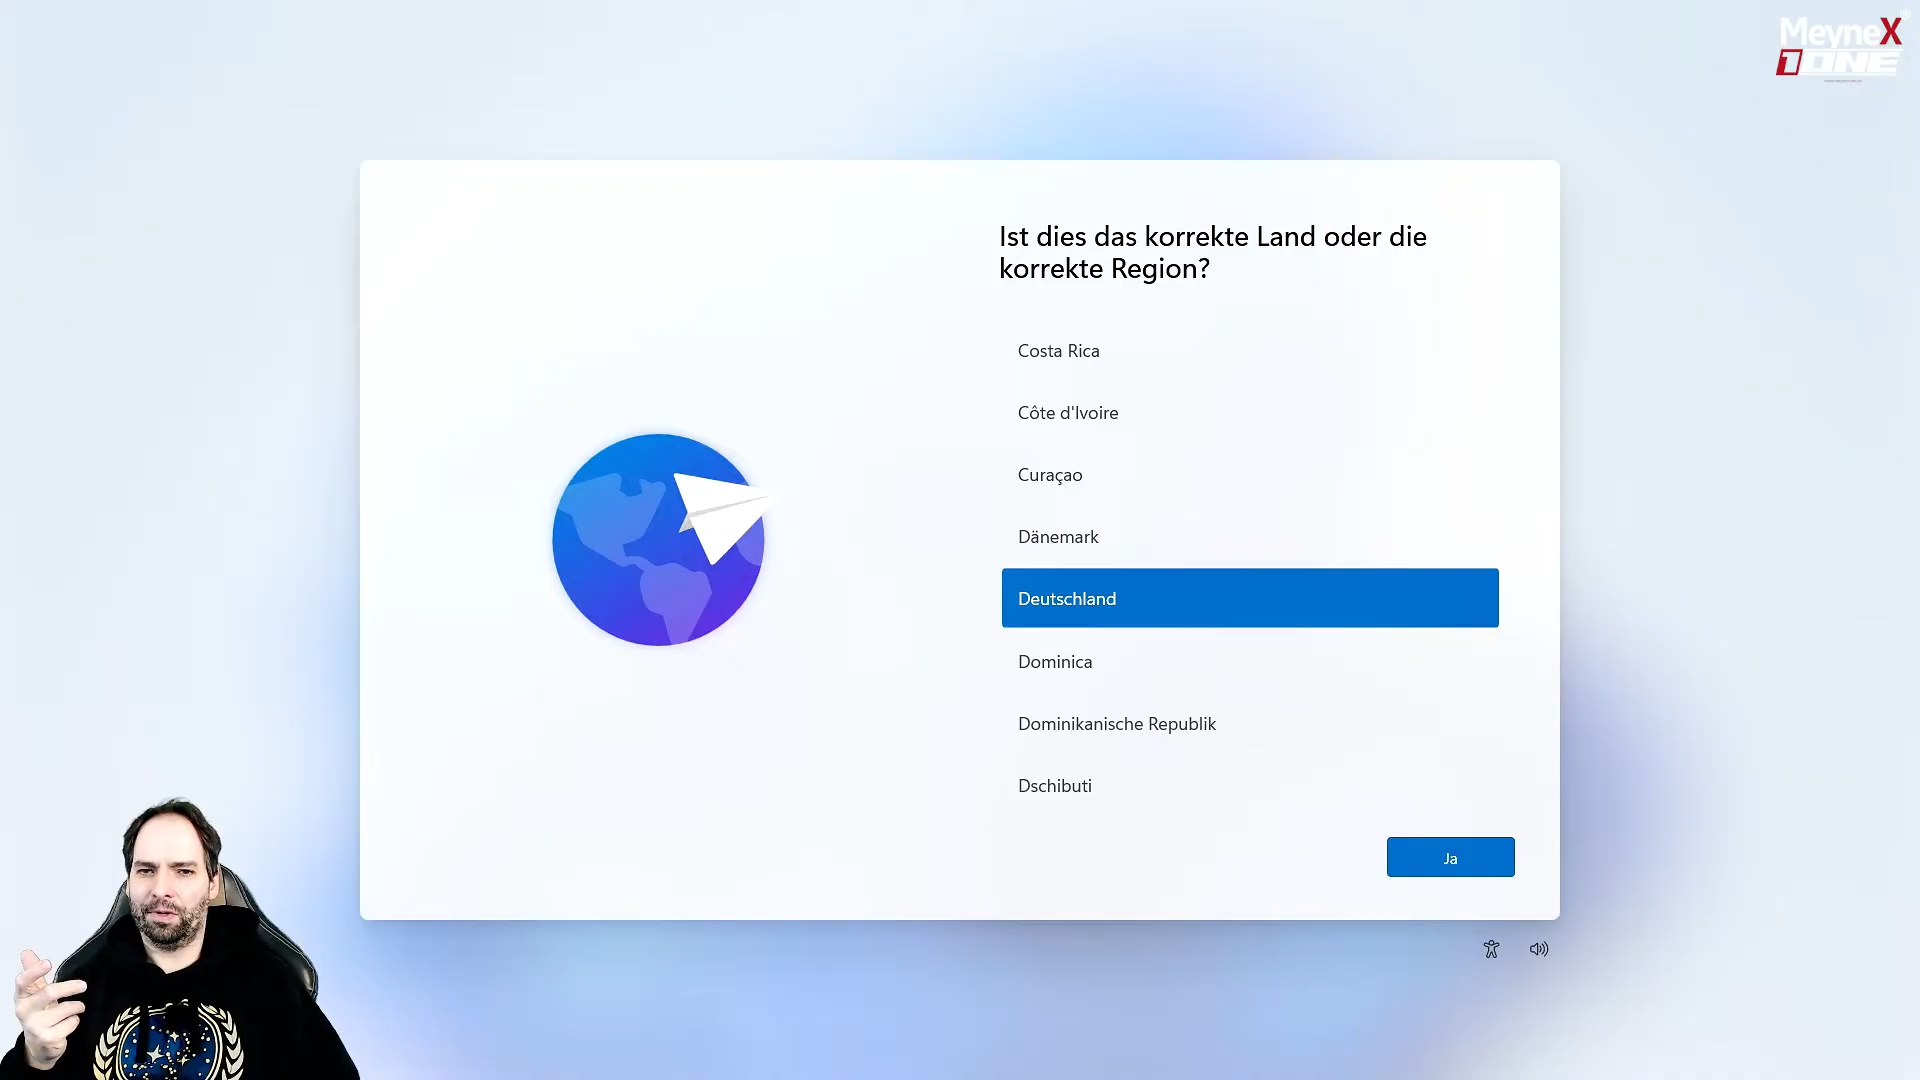 MeyneX
1ONE
Ist dies das korrekte Land oder die
korrekte Region?
Costa Rica
Côte d'Ivoire
Curaçao
Dänemark
Deutschland
Dominica
Dominikanische Republik
Dschibuti
Ja